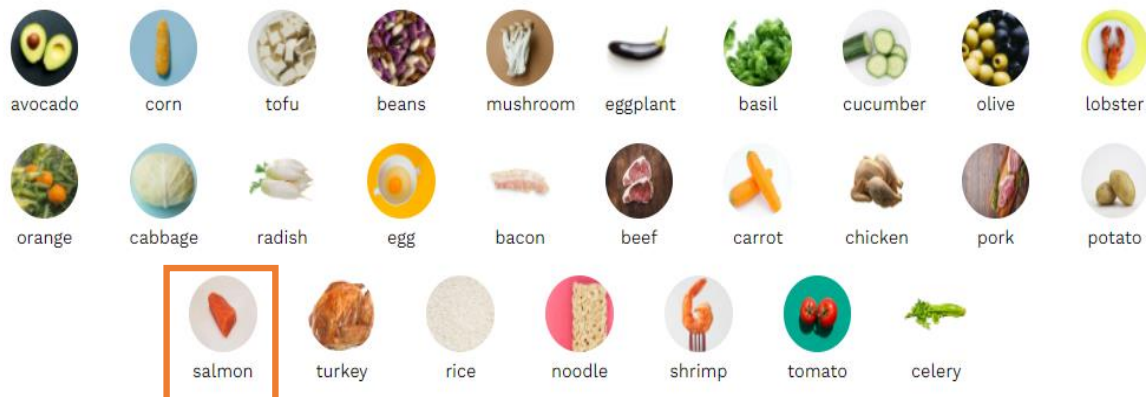 avocado corn tofu beans mushroom eggplant basil cucumber olive lobster
orange cabbage radish egg bacon beef carrot chicken pork potato
salmon turkey rice noodle shrimp tomato celery